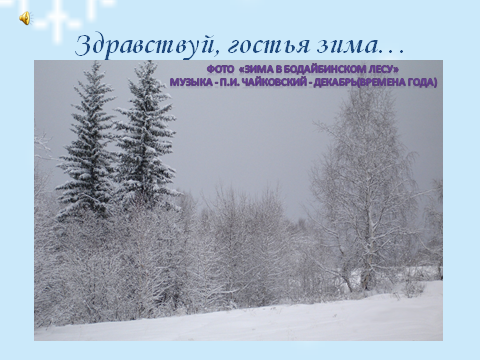 Здравствуй, гостья зима...
ФОТО «ЗИМА В БОДАЙБИНСКОМ ЛЕСУ»
МУЗЫКА - П.И. ЧАЙКОВСКИЙ - ДЕКАБРЬ(ВРЕМЕНА ГОДА)